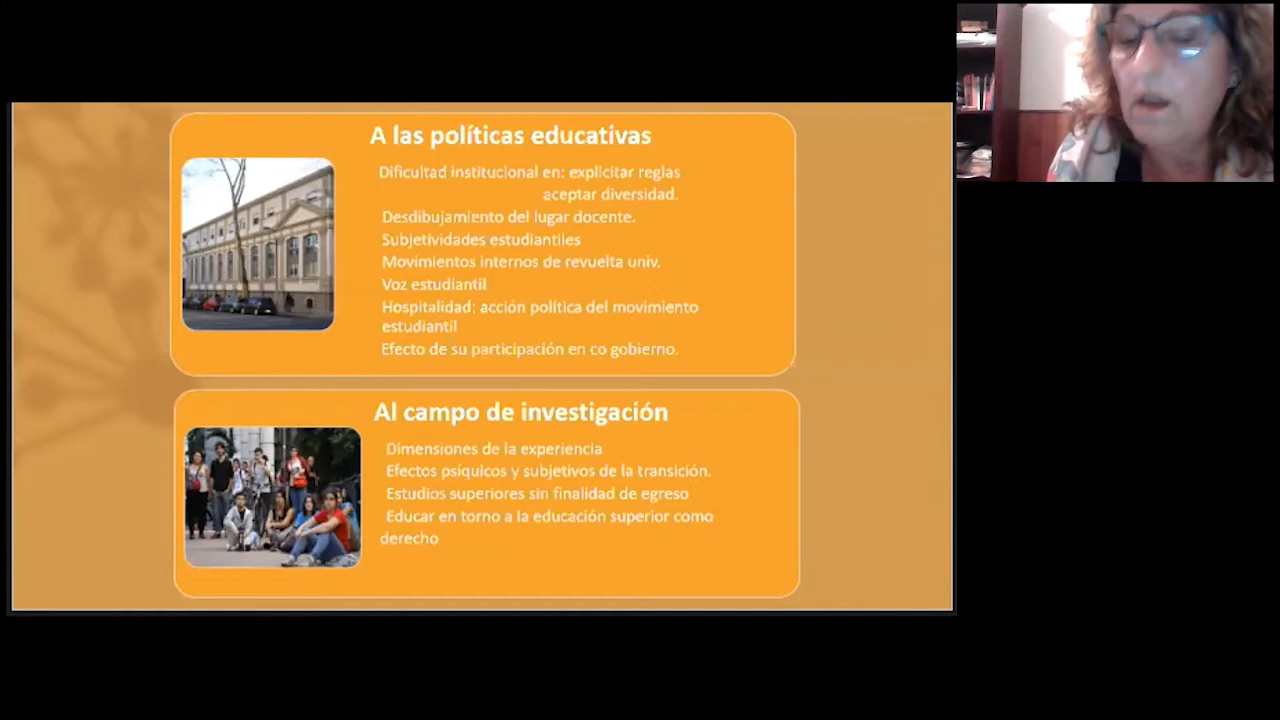 A las políticas educativas
Dificultad institucional en: explicitar reglas
aceptar diversidad.
Desdibujamiento del lugar docente.
Subjetividades estudiantiles
Movimientos internos de revuelta univ.
Voz estudiantil
Hospitalidad: acción política del movimiento
estudiantil
Efecto de su participación en co gobierno.
Al campo de investigación
Dimensiones de la experiencia
Efectos psíquicos y subjetivos de la transición.
Estudios superiores sin finalidad de egreso
Educar en torno a la educación superior como
derecho